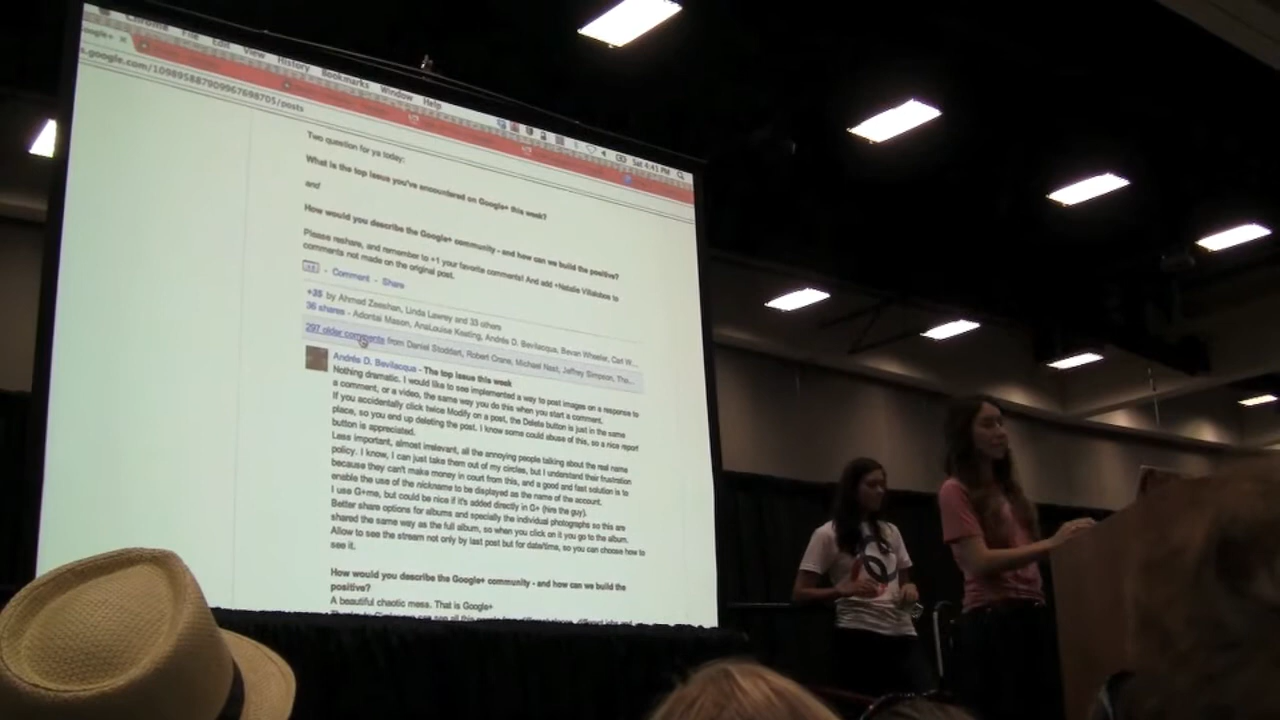 Chrome File Edit View History Bookmarks Window Help Sat 4:41 PM
s.google.com/109895887909967698705/posts
Two question for ya today:
What is the top issue you've encountered on Google+ this week?
and
How would you describe the Google+ community - and how can we build the positive?
Please reshare, and remember to +1 your favorite comments! And add +Natalie Villalobos to
comments not made on the original post.
- Comment - Share
+35 by Ahmed Zeeshan, Linda Lawrey and 33 others
36 shares - Adontai Mason, AnaLouise Keating, Andrés D. Bevilacqua, Bevan Wheeler, Carl W...
297 older comments from Daniel Stoddart, Robert Crane, Michael Nast, Jeffrey Simpson, Tho...
Andrés D. Bevilacqua - The top issue this week
Nothing dramatic. I would like to see implemented a way to post images on a response to
a comment, or a video, the same way you do this when you start a comment.
If you accidentally click twice Modify on a post, the Delete button is just in the same
place, so you end up deleting the post. I know some could abuse of this, so a nice report
button is appreciated.
Less important, almost irrelevant, all the annoying people talking about the real name
policy. I know, I can just take them out of my circles, but I understand their frustration
because they can't make money in court from this, and a good and fast solution is to
enable the use of the nickname to be displayed as the name of the account.
I use G+me, but could be nice if it's added directly in G+ (hire the guy).
Better share options for albums and specially the individual photographs so this are
shared the same way as the full album, so when you click on it you go to the album.
Allow to see the stream not only by last post but for date/time, so you can choose how to
see it.
How would you describe the Google+ community - and how can we build the
positive?
A beautiful chaotic mess. That is Google+